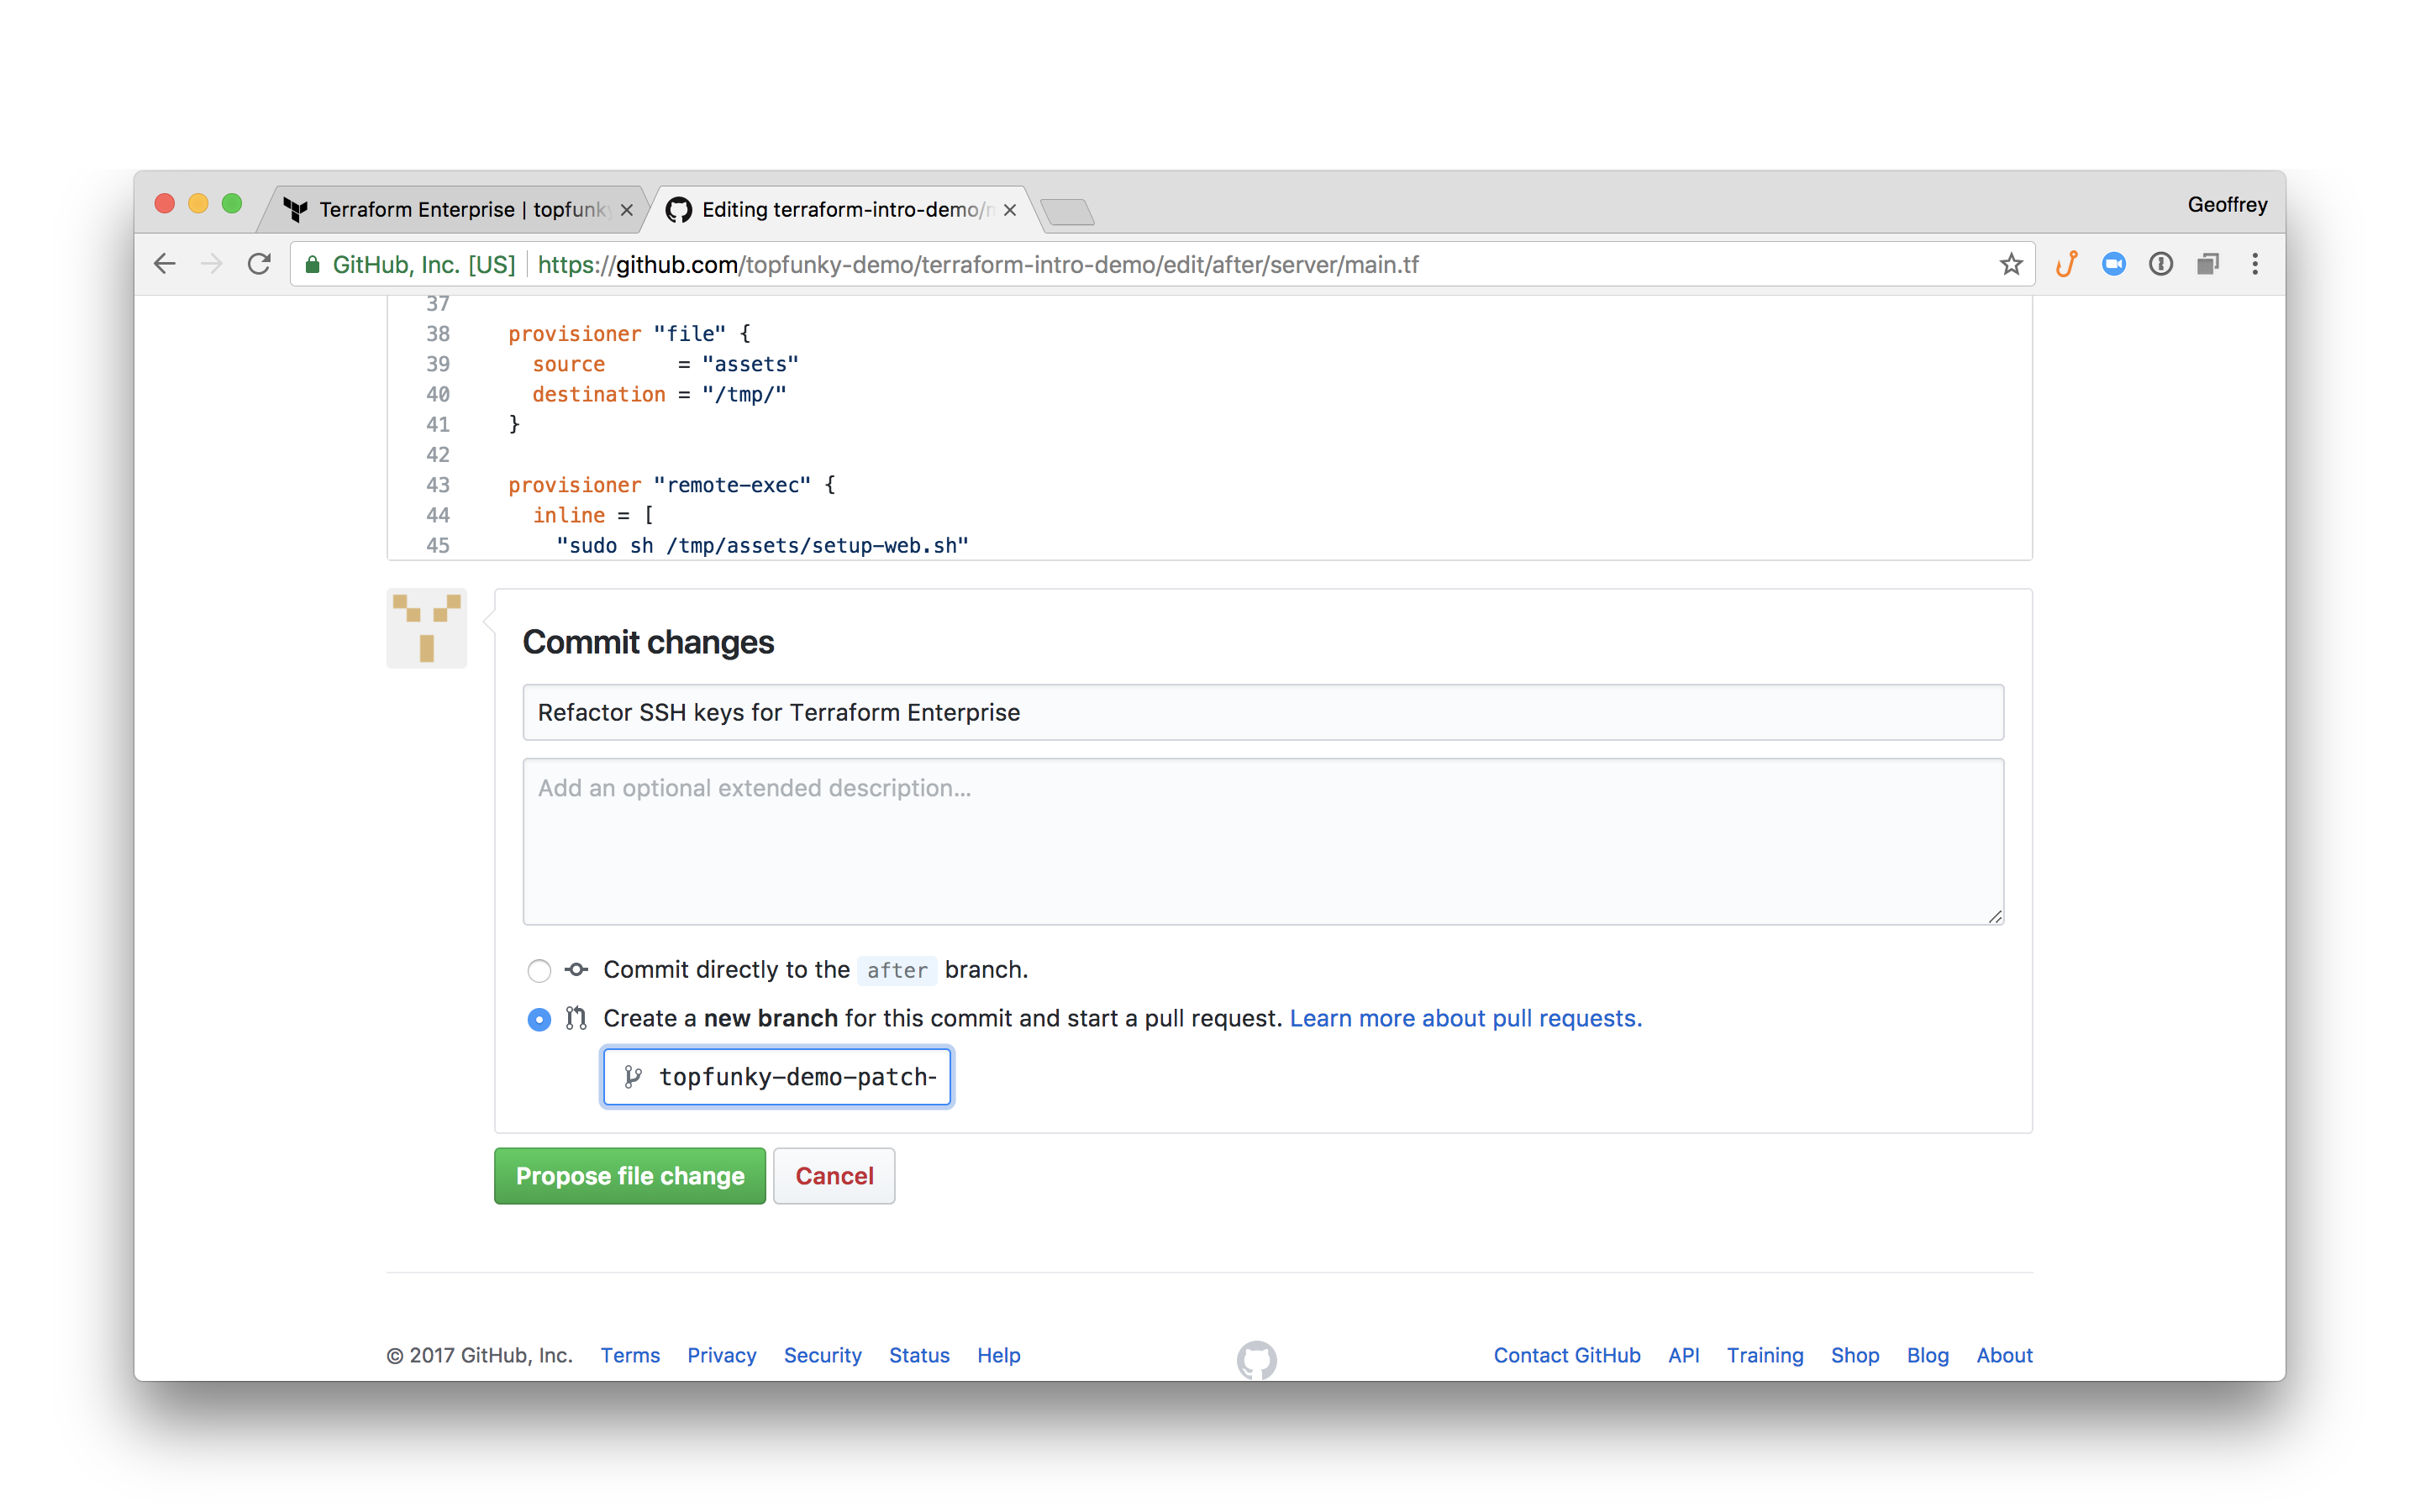 Terraform Enterprise | topfunky
Editing terraform-intro-demo/
Geoffrey
GitHub, Inc. [US] https://github.com/topfunky-demo/terraform-intro-demo/edit/after/server/main.tf
37
38 provisioner "file" {
39 source = "assets"
40 destination = "/tmp/"
41 }
42
43 provisioner "remote-exec" {
44 inline = [
45 "sudo sh /tmp/assets/setup-web.sh"
Commit changes
Refactor SSH keys for Terraform Enterprise
Add an optional extended description...
Commit directly to the after branch.
Create a new branch for this commit and start a pull request. Learn more about pull requests.
topfunky-demo-patch-
Propose file change Cancel
© 2017 GitHub, Inc. Terms Privacy Security Status Help
Contact GitHub API Training Shop Blog About